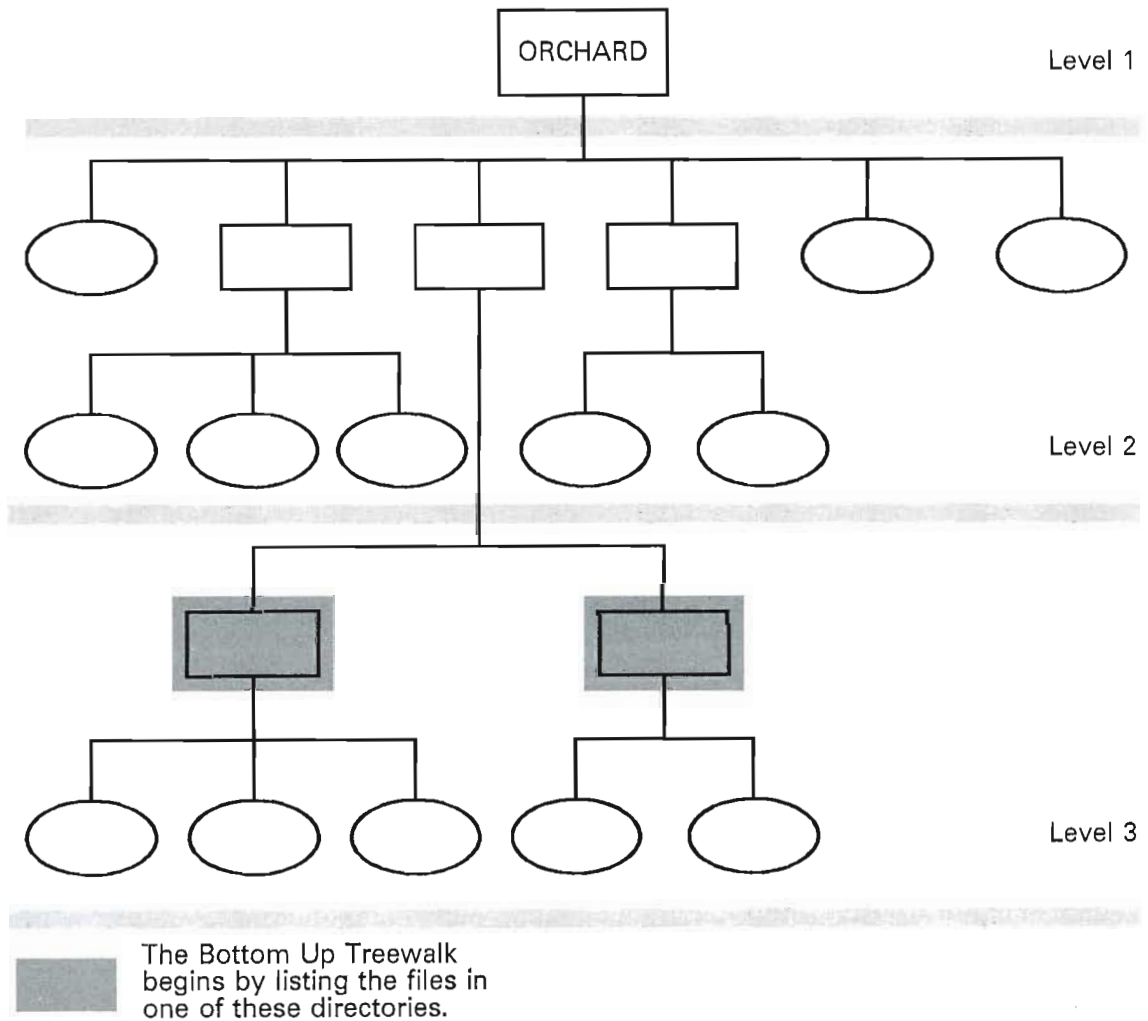 ORCHARD
Level 1
Level 2
Level 3
The Bottom Up Treewalk
begins by listing the files in
one of these directories.